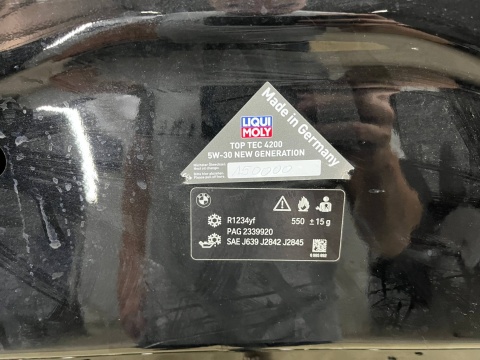 Made in Germany
LIQUI
MOLY
TOP TEC 4200
5W-30 NEW GENERATION
R1234yf
550 ± 15 g
PAG 2339920
SAE J639 J2842 J2845